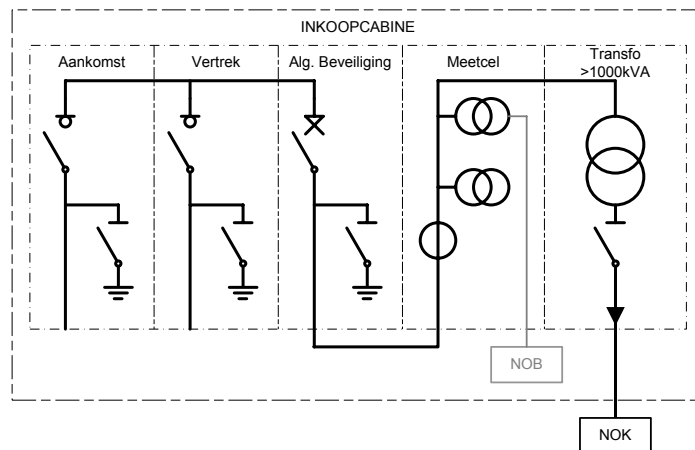 INKOOPCABINE
Aankomst
Vertrek
Alg. Beveiliging
Meetcel
Transfo
>1000kVA
NOB
NOK